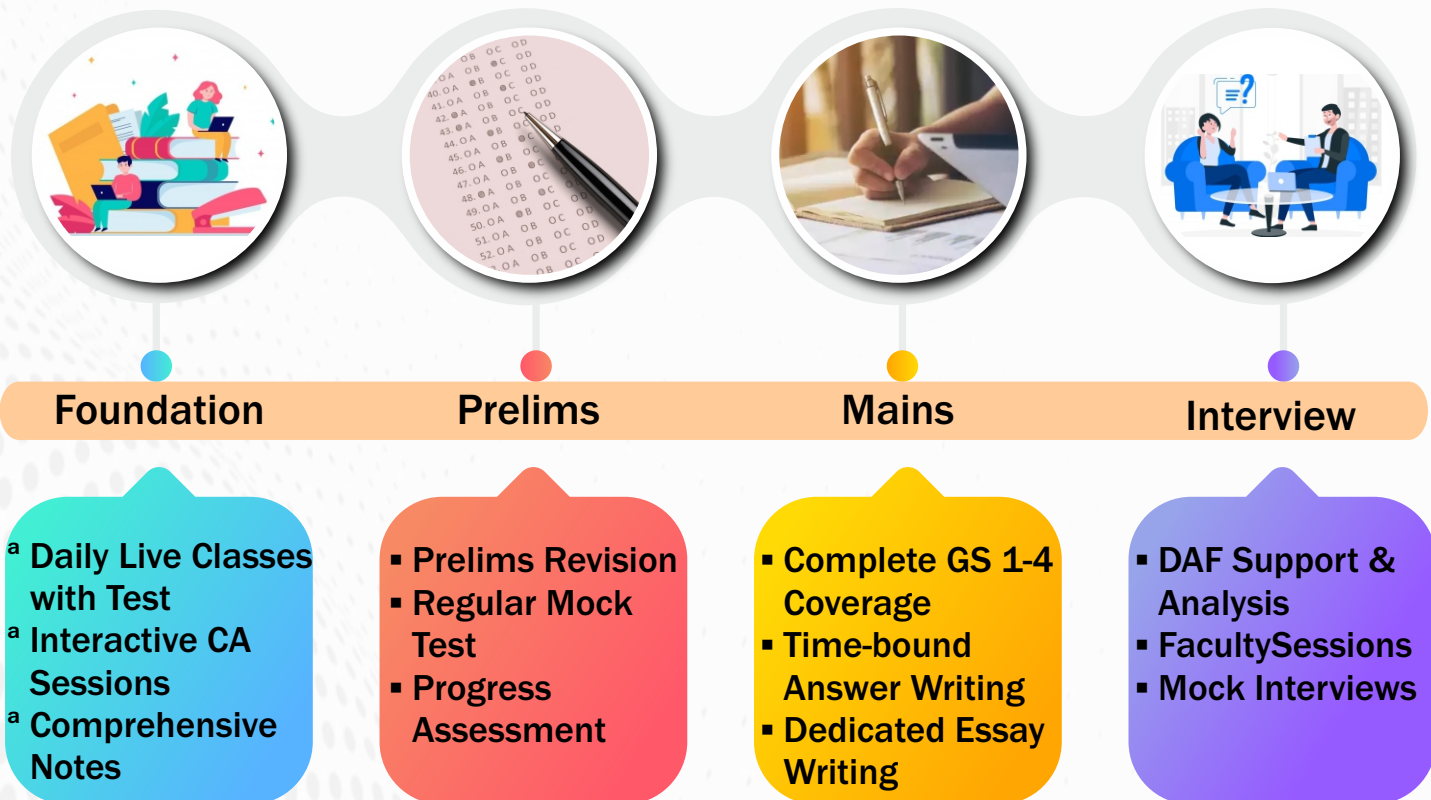 Foundation
Prelims
Mains
Interview
ª Daily Live Classes
with Test
ª Interactive CA
Sessions
ª Comprehensive
Notes
▪ Prelims Revision
▪ Regular Mock
Test
▪ Progress
Assessment
▪ Complete GS 1-4
Coverage
▪ Time-bound
Answer Writing
▪ Dedicated Essay
Writing
▪ DAF Support &
Analysis
▪ FacultySessions
▪ Mock Interviews